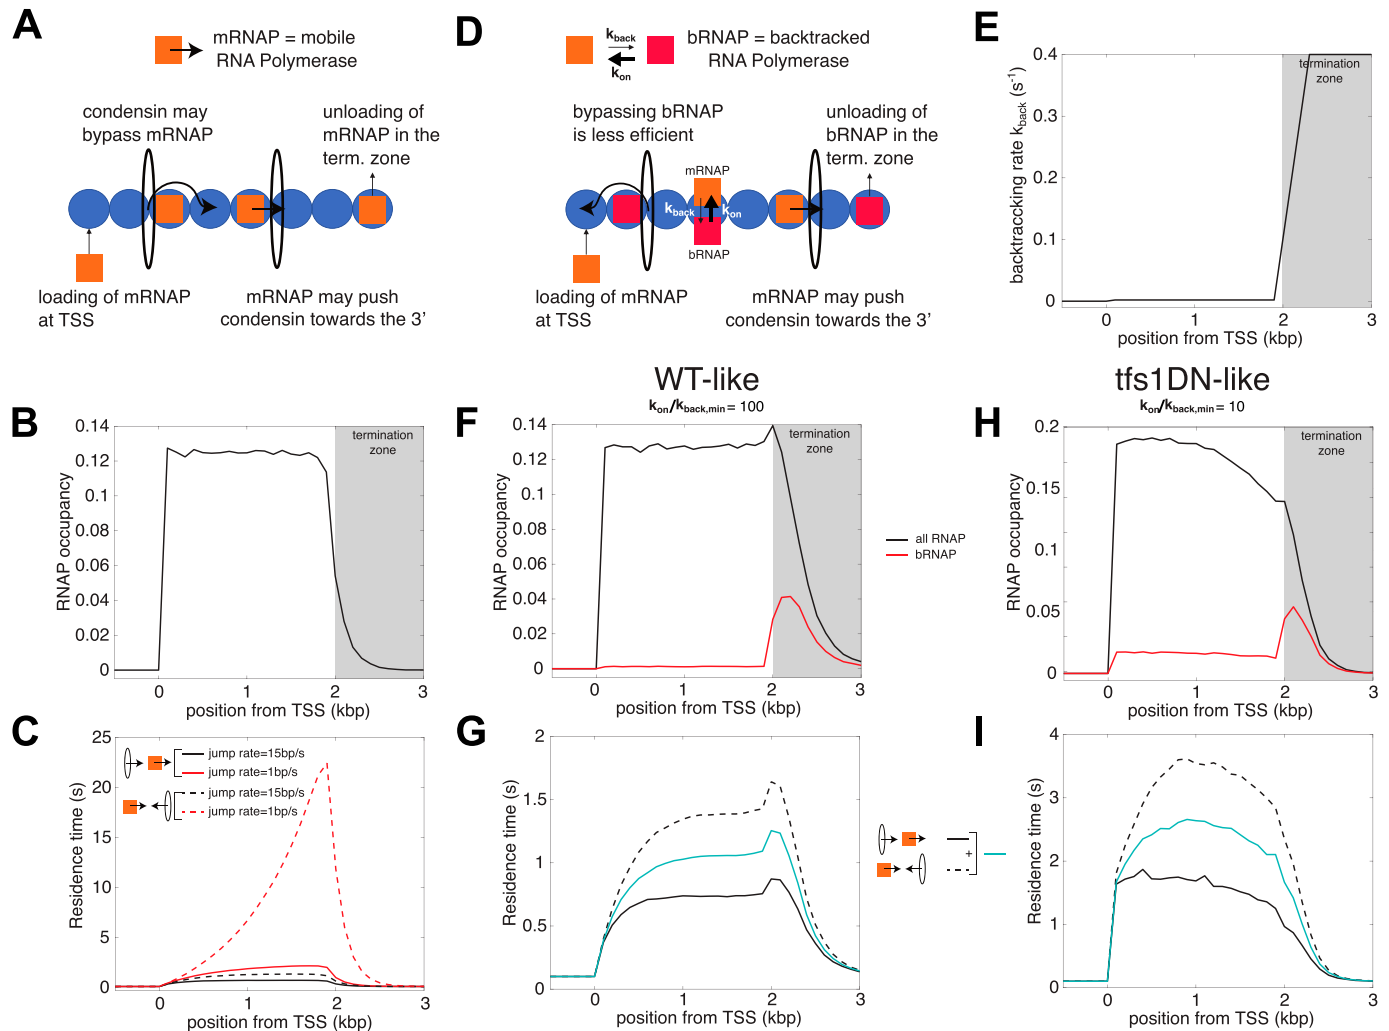 A
mRNAP = mobile
RNA Polymerase
condensin may
bypass mRNAP
unloading of
mRNAP in the
term. zone
loading of mRNAP
at TSS
mRNAP may push
condensin towards the 3'
D
kback
kon
bRNAP = backtracked
RNA Polymerase
bypassing bRNAP
is less efficient
unloading of
bRNAP in the
term. zone
mRNAP
kback
kon
bRNAP
loading of mRNAP
at TSS
mRNAP may push
condensin towards the 3'
E
backtraccking rate kback (s-1)
0.4
0.3
0.2
0.1
0
termination
zone
0 1 2 3
position from TSS (kbp)
WT-like
kon/kback,min = 100
tfs1DN-like
kon/kback,min = 10
B
RNAP occupancy
0.14
0.12
0.1
0.08
0.06
0.04
0.02
0
termination
zone
0 1 2 3
position from TSS (kbp)
F
RNAP occupancy
0.14
0.12
0.1
0.08
0.06
0.04
0.02
0
termination
zone
0 1 2 3
position from TSS (kbp)
all RNAP
bRNAP
H
RNAP occupancy
0.2
0.15
0.1
0.05
0
termination
zone
0 1 2 3
position from TSS (kbp)
C
Residence time (s)
25
20
15
10
5
0
jump rate=15bp/s
jump rate=1bp/s
jump rate=15bp/s
jump rate=1bp/s
0 1 2 3
position from TSS (kbp)
G
Residence time (s)
2
1.5
1
0.5
0
0 1 2 3
position from TSS (kbp)
+
I
Residence time (s)
4
3
2
1
0
0 1 2 3
position from TSS (kbp)